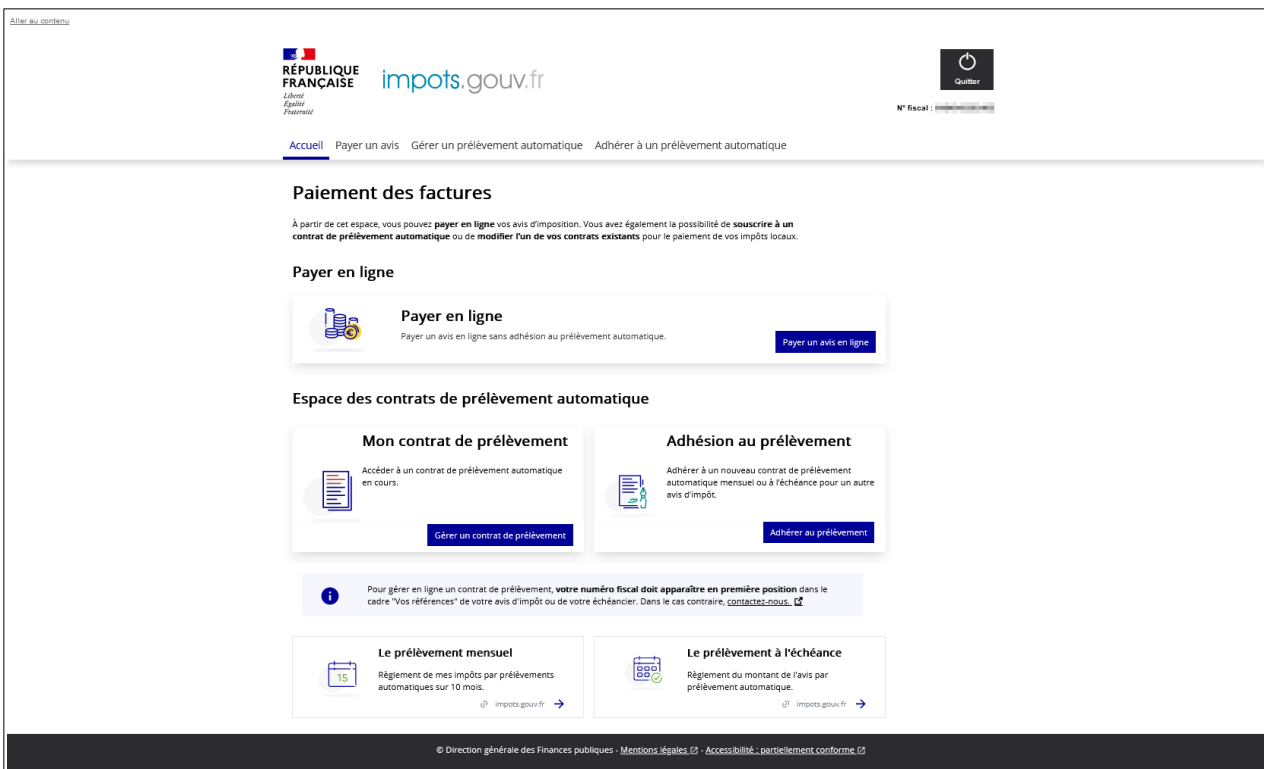 Aller au contenu
RÉPUBLIQUE
FRANÇAISE
Liberté
Égalité
Fraternité
impots.gouv.fr
Quitter
N° fiscal :
Accueil Payer un avis Gérer un prélèvement automatique Adhérer à un prélèvement automatique
Paiement des factures
À partir de cet espace, vous pouvez payer en ligne vos avis d'imposition. Vous avez également la possibilité de souscrire à un
contrat de prélèvement automatique ou de modifier l'un de vos contrats existants pour le paiement de vos impôts locaux.
Payer en ligne
Payer en ligne
Payer un avis en ligne sans adhésion au prélèvement automatique.
Payer un avis en ligne
Espace des contrats de prélèvement automatique
Mon contrat de prélèvement
Accéder à un contrat de prélèvement automatique
en cours.
Gérer un contrat de prélèvement
Adhésion au prélèvement
Adhérer à un nouveau contrat de prélèvement
automatique mensuel ou à l'échéance pour un autre
avis d'impôt.
Adhérer au prélèvement
Pour gérer en ligne un contrat de prélèvement, votre numéro fiscal doit apparaître en première position dans le
cadre "Vos références" de votre avis d'impôt ou de votre échéancier. Dans le cas contraire, contactez-nous.
Le prélèvement mensuel
15
Règlement de mes impôts par prélèvements
automatiques sur 10 mois.
impots.gouv.fr
Le prélèvement à l'échéance
Règlement du montant de l'avis par
prélèvement automatique.
impots.gouv.fr
© Direction générale des Finances publiques - Mentions légales - Accessibilité : partiellement conforme